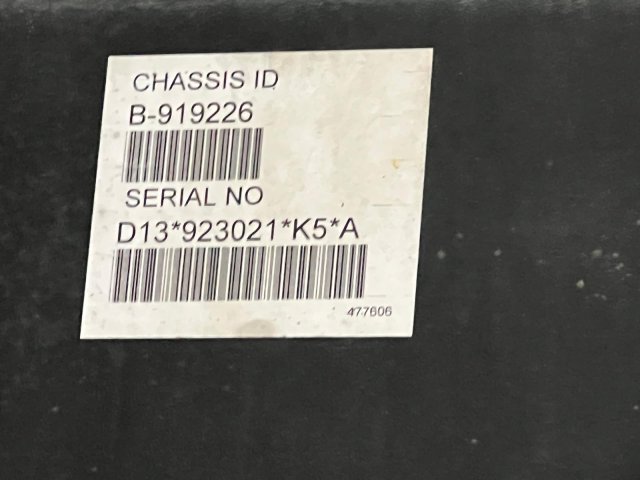 CHASSIS ID
B-919226
SERIAL NO
D13*923021*K5*A
477606